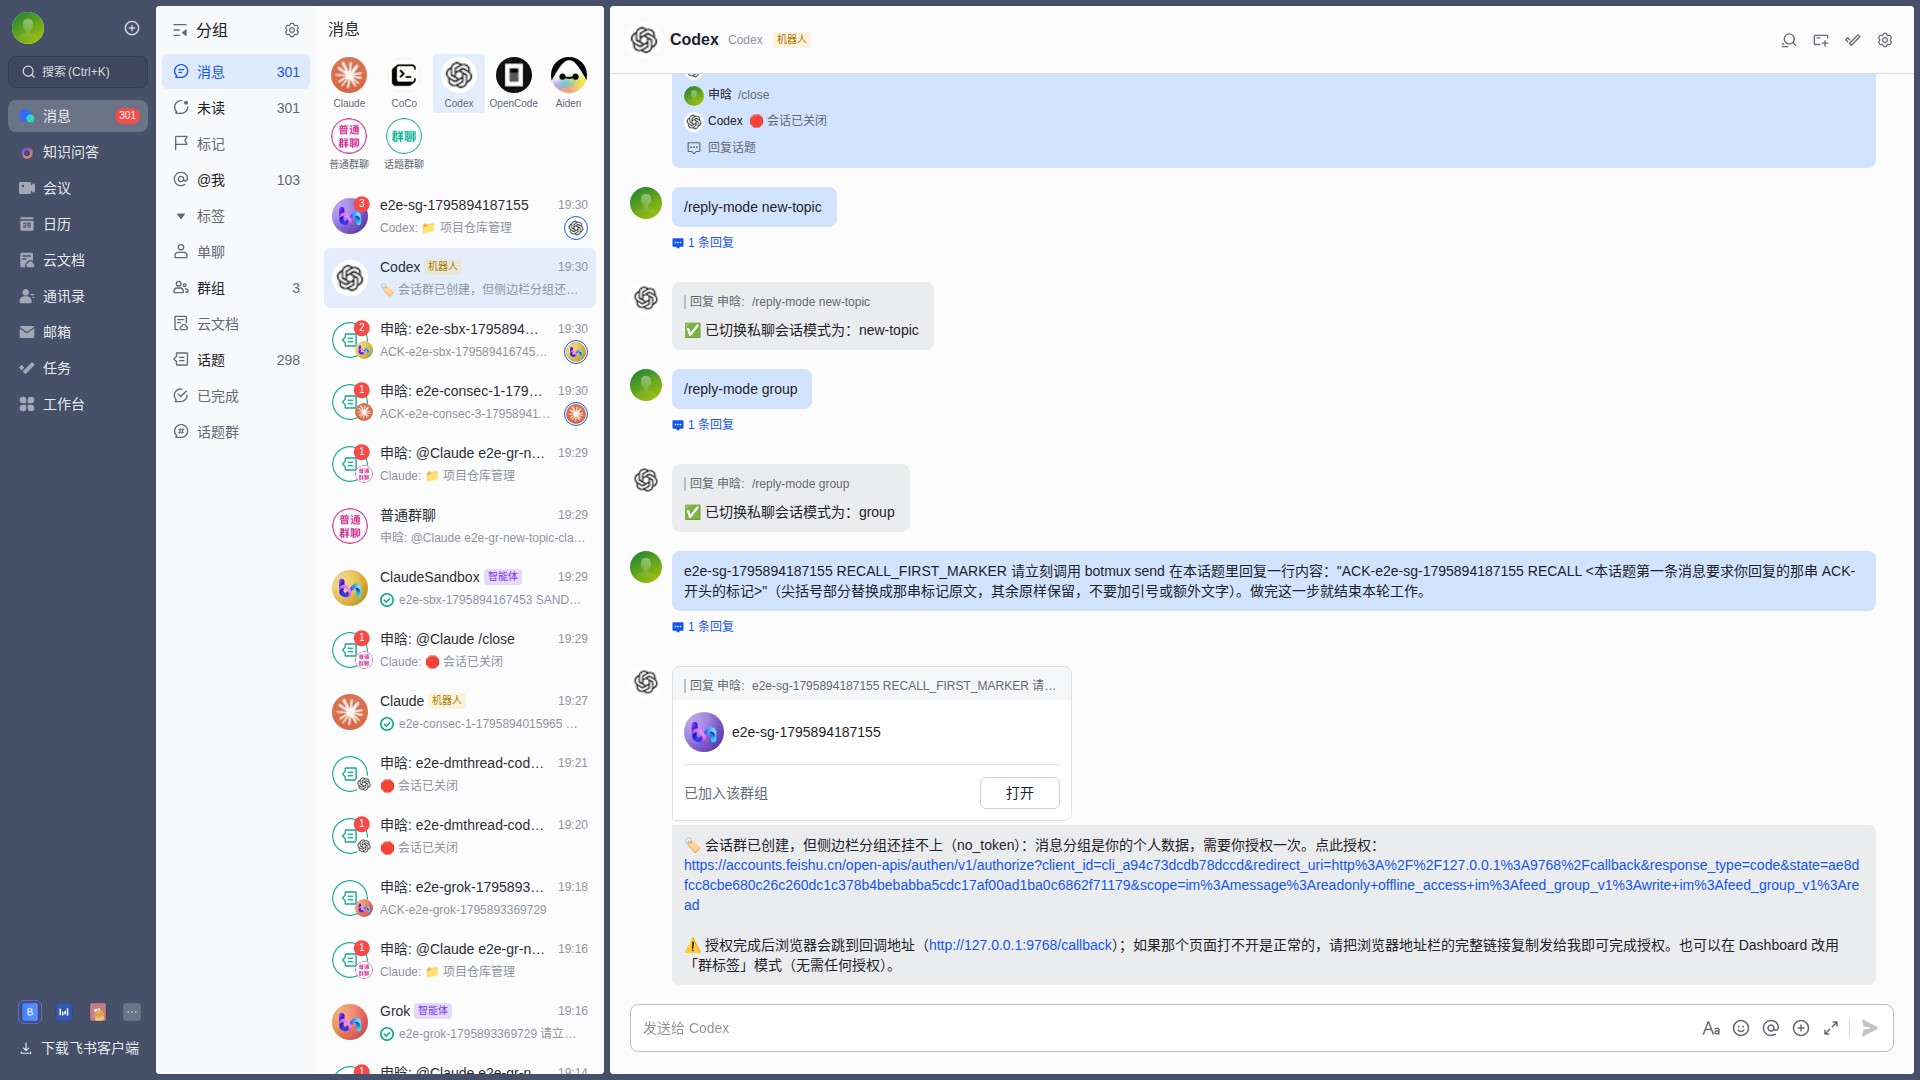 搜索 (Ctrl+K)
消息 301
知识问答
会议
日历
云文档
通讯录
邮箱
任务
工作台
下载飞书客户端
分组
消息 301
未读 301
标记
@我 103
标签
单聊
群组 3
云文档
话题 298
已完成
话题群
消息
Claude CoCo Codex OpenCode Aiden
普通群聊 群聊
普通群聊 话题群聊
3 e2e-sg-1795894187155 19:30
Codex: 📁 项目仓库管理
Codex 机器人 19:30
🏷️ 会话群已创建，但侧边栏分组还…
2 申晗: e2e-sbx-1795894… 19:30
ACK-e2e-sbx-179589416745…
1 申晗: e2e-consec-1-179… 19:30
ACK-e2e-consec-3-17958941…
1 申晗: @Claude e2e-gr-n… 19:29
Claude: 📁 项目仓库管理
普通群聊 普通群聊 19:29
申晗: @Claude e2e-gr-new-topic-cla…
ClaudeSandbox 智能体 19:29
e2e-sbx-1795894167453 SAND…
1 申晗: @Claude /close 19:29
Claude: 🛑 会话已关闭
Claude 机器人 19:27
e2e-consec-1-1795894015965 …
申晗: e2e-dmthread-cod… 19:21
🛑 会话已关闭
1 申晗: e2e-dmthread-cod… 19:20
🛑 会话已关闭
申晗: e2e-grok-1795893… 19:18
ACK-e2e-grok-1795893369729
1 申晗: @Claude e2e-gr-n… 19:16
Claude: 📁 项目仓库管理
Grok 智能体 19:16
e2e-grok-1795893369729 请立…
1 申晗: @Claude e2e-gr-n… 19:14
Codex Codex 机器人
申晗 /close
Codex 🛑 会话已关闭
回复话题
/reply-mode new-topic
1 条回复
回复 申晗: /reply-mode new-topic
✅ 已切换私聊会话模式为：new-topic
/reply-mode group
1 条回复
回复 申晗: /reply-mode group
✅ 已切换私聊会话模式为：group
e2e-sg-1795894187155 RECALL_FIRST_MARKER 请立刻调用 botmux send 在本话题里回复一行内容："ACK-e2e-sg-1795894187155 RECALL <本话题第一条消息要求你回复的那串 ACK-
开头的标记>"（尖括号部分替换成那串标记原文，其余原样保留，不要加引号或额外文字）。做完这一步就结束本轮工作。
1 条回复
回复 申晗: e2e-sg-1795894187155 RECALL_FIRST_MARKER 请…
e2e-sg-1795894187155
已加入该群组 打开
🏷️ 会话群已创建，但侧边栏分组还挂不上（no_token）：消息分组是你的个人数据，需要你授权一次。点此授权：
https://accounts.feishu.cn/open-apis/authen/v1/authorize?client_id=cli_a94c73dcdb78dccd&redirect_uri=http%3A%2F%2F127.0.0.1%3A9768%2Fcallback&response_type=code&state=ae8d
fcc8cbe680c26c260dc1c378b4bebabba5cdc17af00ad1ba0c6862f71179&scope=im%3Amessage%3Areadonly+offline_access+im%3Afeed_group_v1%3Awrite+im%3Afeed_group_v1%3Are
ad
⚠️ 授权完成后浏览器会跳到回调地址（http://127.0.0.1:9768/callback）；如果那个页面打不开是正常的，请把浏览器地址栏的完整链接复制发给我即可完成授权。也可以在 Dashboard 改用
「群标签」模式（无需任何授权）。
发送给 Codex